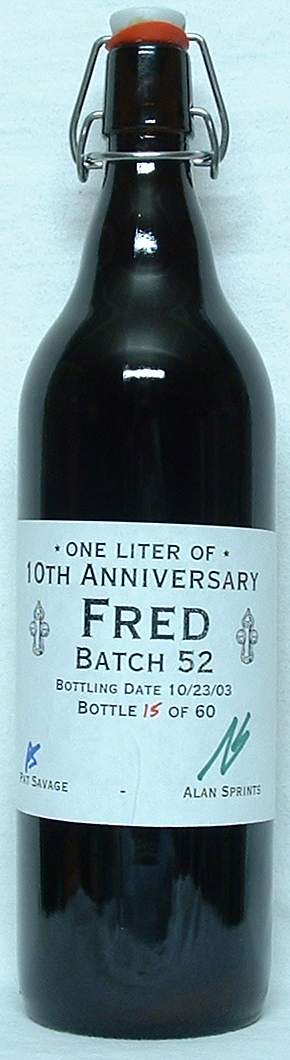 * ONE LITER OF *
10TH ANNIVERSARY
FRED
BATCH 52
BOTTLING DATE 10/23/03
BOTTLE 15 OF 60
PAT SAVAGE - ALAN SPRINTS